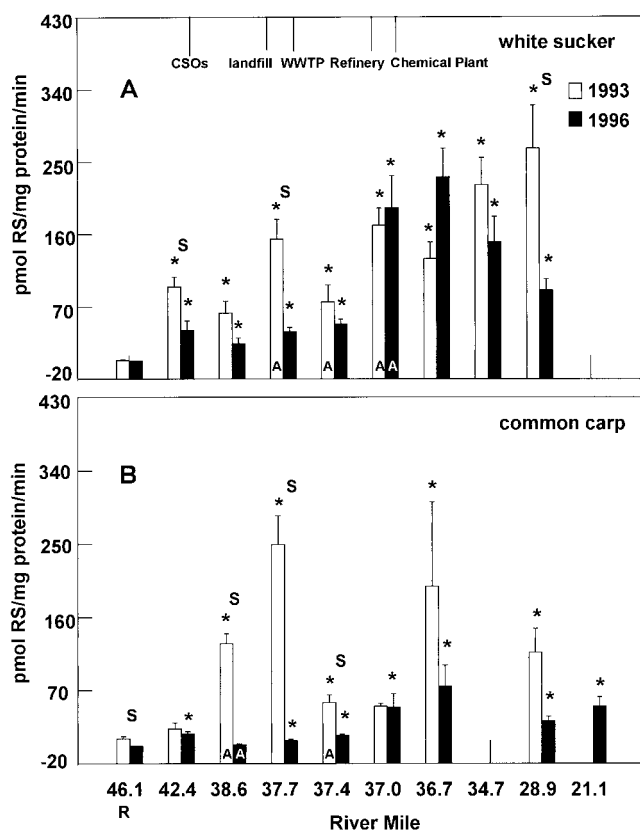 430
white sucker
CSOs landfill WWTP Refinery Chemical Plant
A
S
1993
340
1996
pmol RS/mg protein/min
250
S
S
160
70
-20
A A A A
430
common carp
B
340
pmol RS/mg protein/min
S
250
S
160
S
S
70
-20
A A A
46.1 42.4 38.6 37.7 37.4 37.0 36.7 34.7 28.9 21.1
R
River Mile